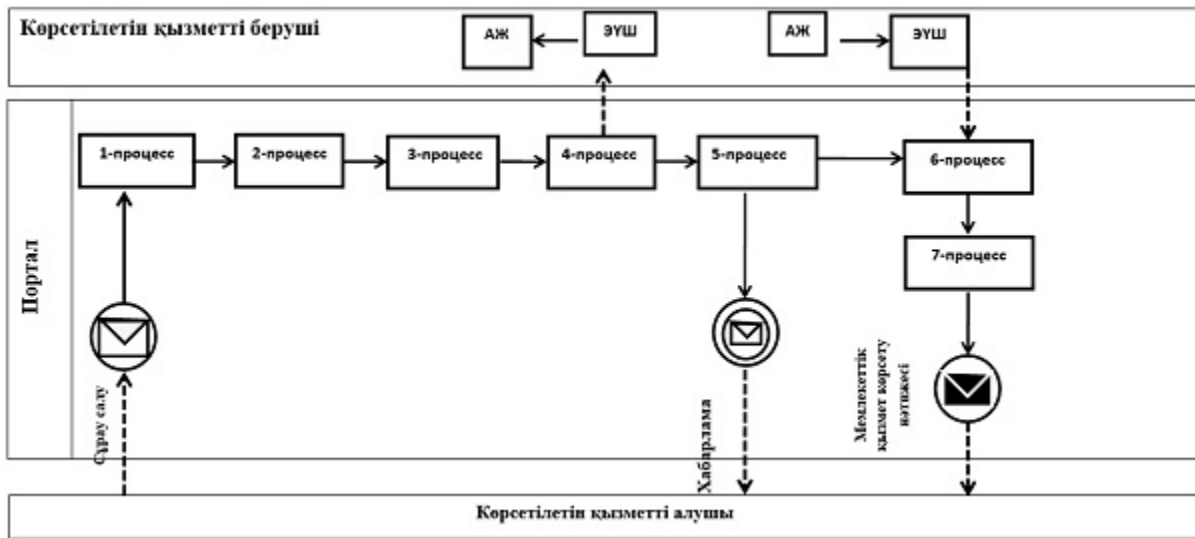 Көрсетілетін қызметті беруші
АЖ
ЭҮШ
АЖ
ЭҮШ
Портал
1-процесс
2-процесс
3-процесс
4-процесс
5-процесс
6-процесс
7-процесс
Сұрау салу
Хабарлама
Мемлекеттік
қызмет көрсету
нәтижесі
Көрсетілетін қызметті алушы